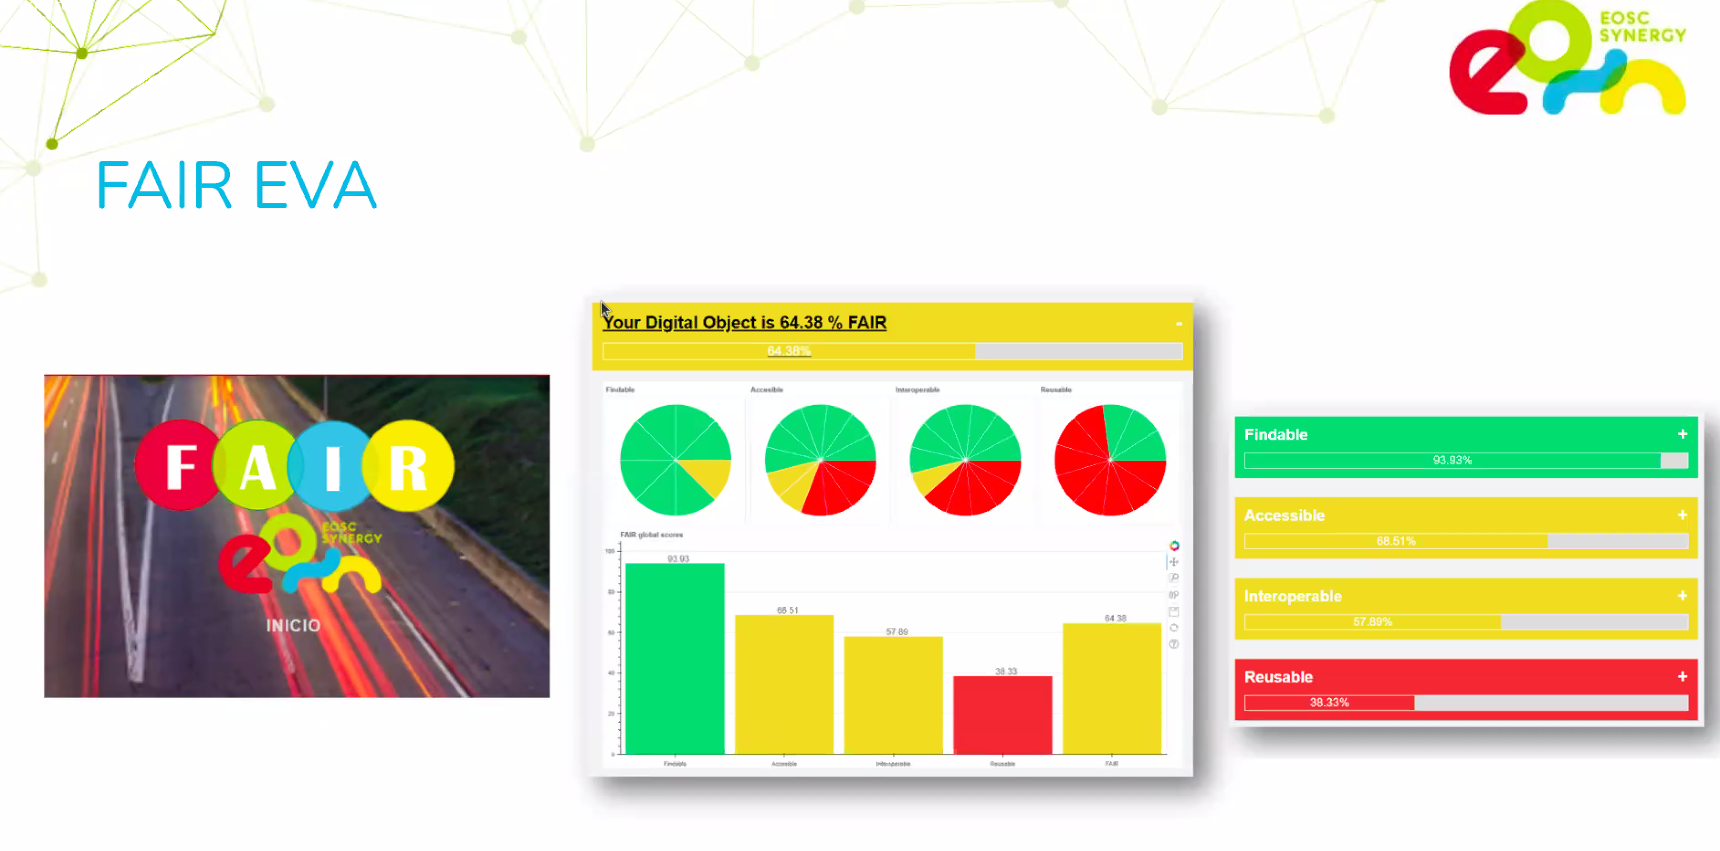 EOSC
SYNERGY
FAIR EVA
FAIR
EOSC
SYNERGY
INICIO
Your Digital Object is 64.38 % FAIR
-
64.38%
Findable
Accesible
Interoperable
Reusable
FAIR global scores
100
80
60
40
20
0
93.93
68.51
57.89
38.33
64.38
Findable
Accessible
Interoperable
Reusable
FAIR
Findable +
93.93%
Accessible +
68.51%
Interoperable +
57.89%
Reusable +
38.33%